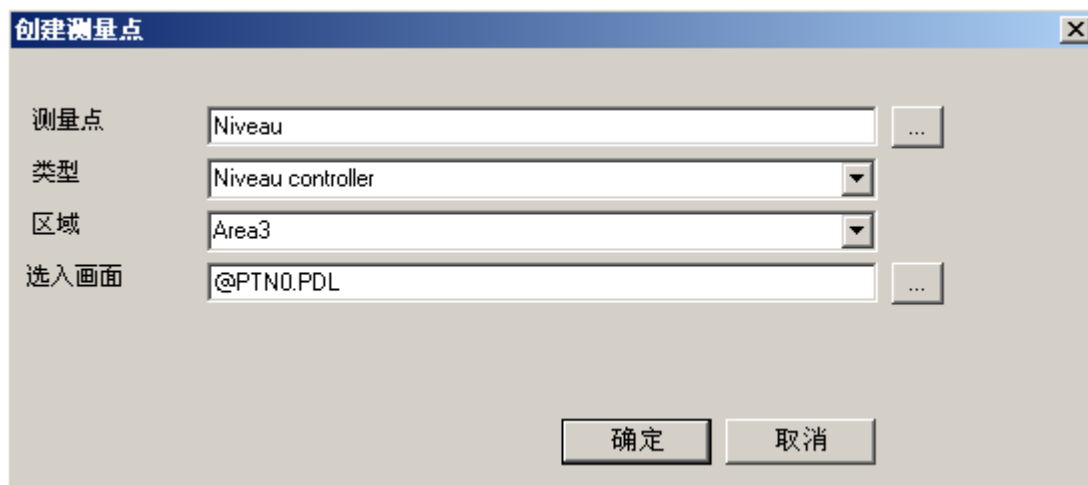 创建测量点
测量点 Niveau ...
类型 Niveau controller
区域 Area3
选入画面 @PTN0.PDL ...
确定 取消